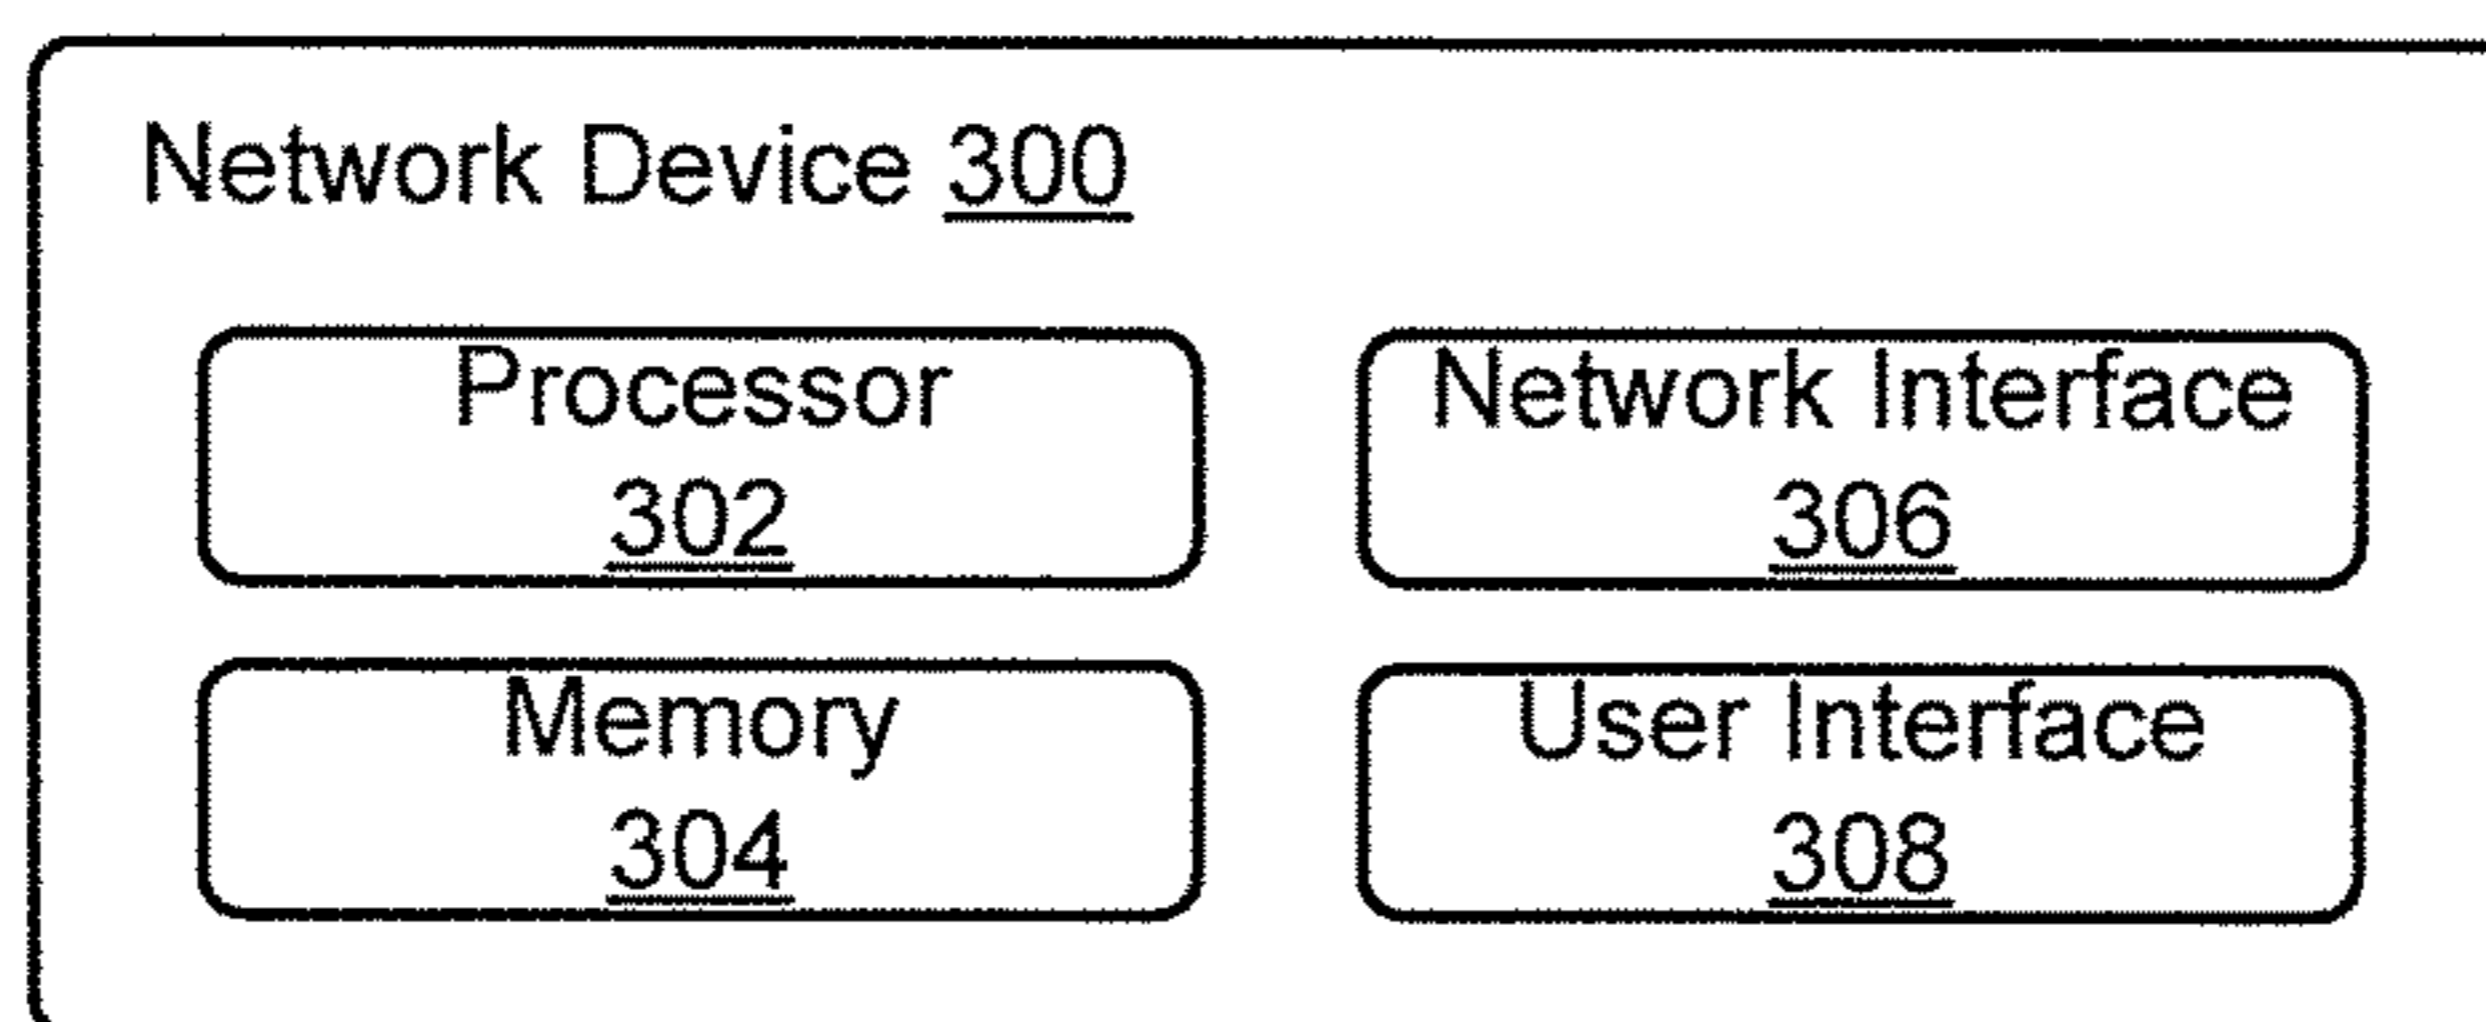 Network Device 300
Processor
302
Network Interface
306
Memory
304
User Interface
308